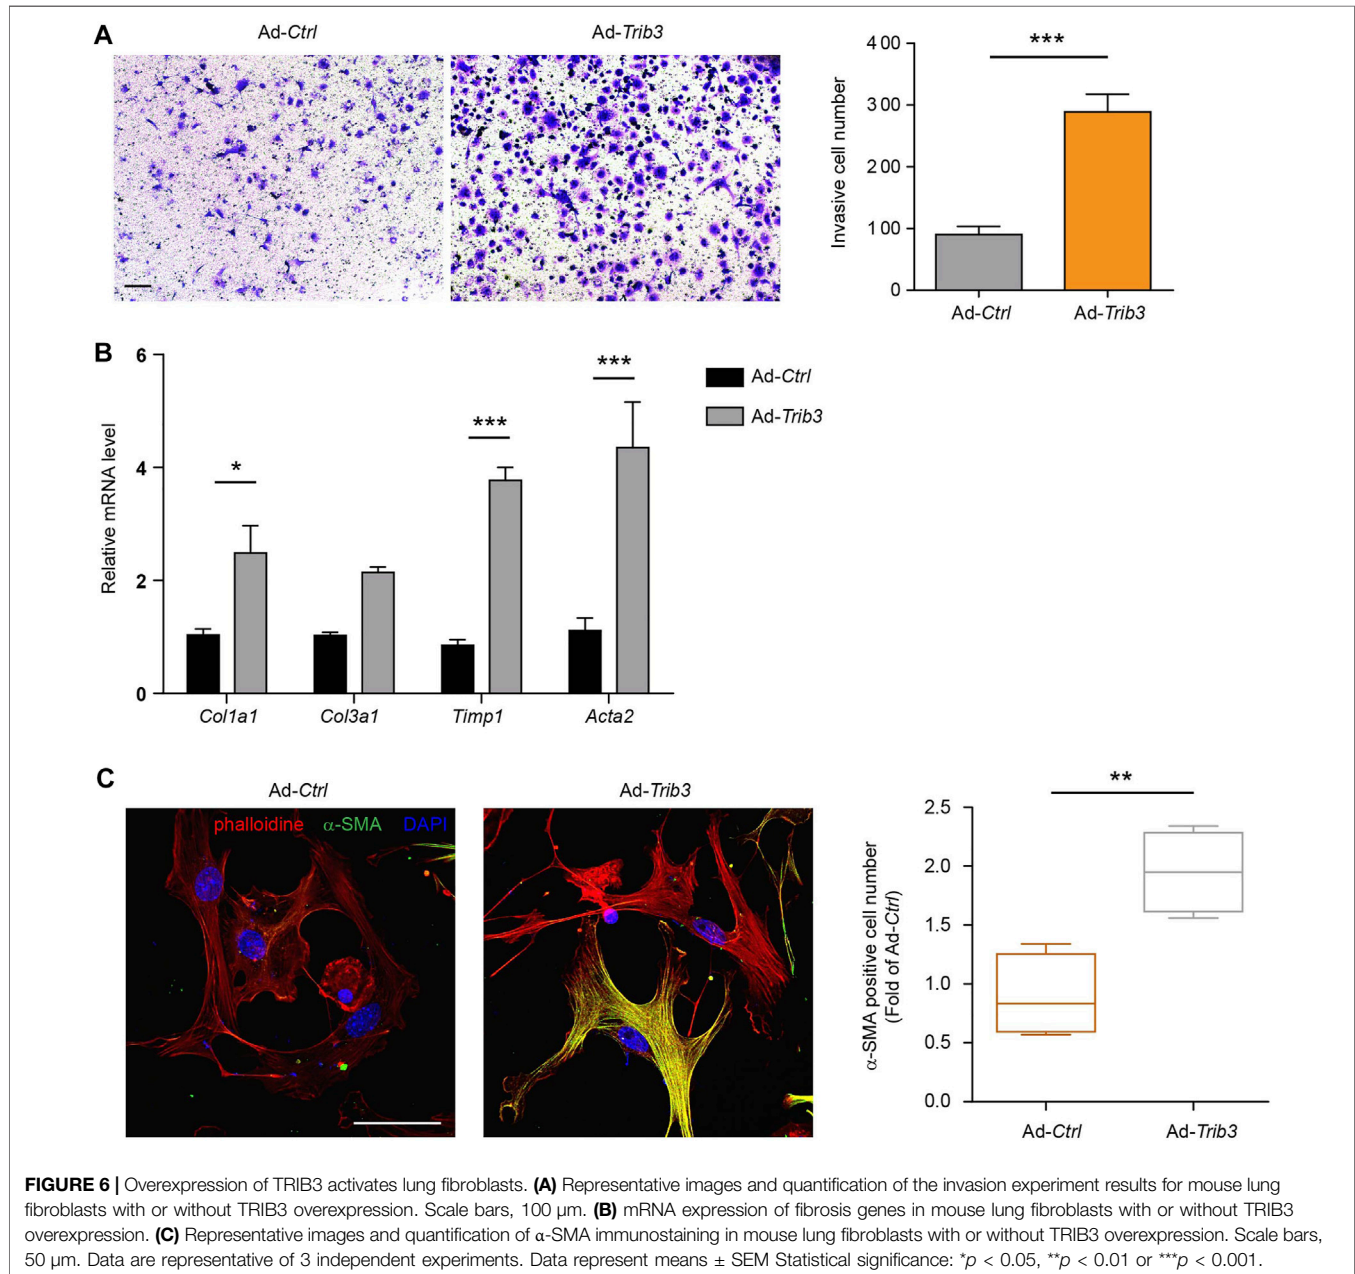 A
Ad-Ctrl
Ad-Trib3
***
400
300
200
100
0
Invasive cell number
Ad-Ctrl
Ad-Trib3
B
6
4
2
0
Relative mRNA level
*
***
***
Ad-Ctrl
Ad-Trib3
Col1a1
Col3a1
Timp1
Acta2
C
Ad-Ctrl
Ad-Trib3
phalloidine α-SMA DAPI
**
2.5
2.0
1.5
1.0
0.5
0.0
α-SMA positive cell number
(Fold of Ad-Ctrl)
Ad-Ctrl
Ad-Trib3
FIGURE 6 | Overexpression of TRIB3 activates lung fibroblasts. (A) Representative images and quantification of the invasion experiment results for mouse lung
fibroblasts with or without TRIB3 overexpression. Scale bars, 100 μm. (B) mRNA expression of fibrosis genes in mouse lung fibroblasts with or without TRIB3
overexpression. (C) Representative images and quantification of α-SMA immunostaining in mouse lung fibroblasts with or without TRIB3 overexpression. Scale bars,
50 μm. Data are representative of 3 independent experiments. Data represent means ± SEM Statistical significance: *p < 0.05, **p < 0.01 or ***p < 0.001.